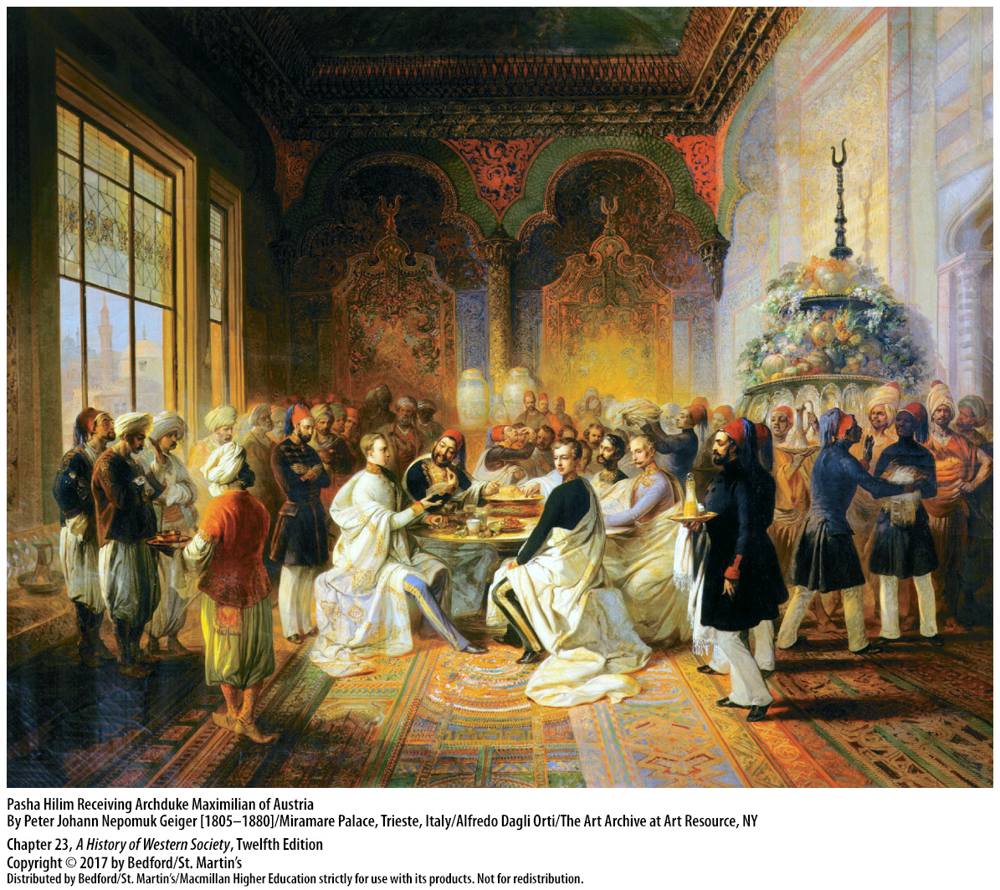 Pasha Hilim Receiving Archduke Maximilian of Austria
By Peter Johann Nepomuk Geiger [1805–1880]/Miramare Palace, Trieste, Italy/Alfredo Dagli Orti/The Art Archive at Art Resource, NY
Chapter 23, A History of Western Society, Twelfth Edition
Copyright © 2017 by Bedford/St. Martin’s
Distributed by Bedford/St. Martin’s/Macmillan Higher Education strictly for use with its products. Not for redistribution.